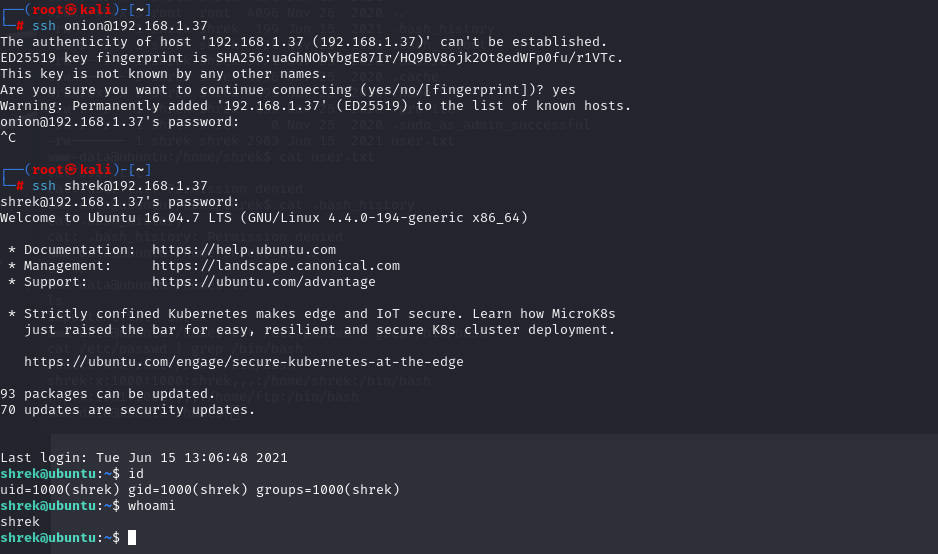 ┌──(root㉿kali)-[~]
└─# ssh onion@192.168.1.37
The authenticity of host '192.168.1.37 (192.168.1.37)' can't be established.
ED25519 key fingerprint is SHA256:uaGhNObYbgE87Ir/HQ9BV86jk2Ot8edWFp0fu/r1VTc.
This key is not known by any other names.
Are you sure you want to continue connecting (yes/no/[fingerprint])? yes
Warning: Permanently added '192.168.1.37' (ED25519) to the list of known hosts.
onion@192.168.1.37's password:
^C
┌──(root㉿kali)-[~]
└─# ssh shrek@192.168.1.37
shrek@192.168.1.37's password:
Welcome to Ubuntu 16.04.7 LTS (GNU/Linux 4.4.0-194-generic x86_64)
* Documentation: https://help.ubuntu.com
* Management: https://landscape.canonical.com
* Support: https://ubuntu.com/advantage
* Strictly confined Kubernetes makes edge and IoT secure. Learn how MicroK8s
just raised the bar for easy, resilient and secure K8s cluster deployment.
https://ubuntu.com/engage/secure-kubernetes-at-the-edge
93 packages can be updated.
70 updates are security updates.
Last login: Tue Jun 15 13:06:48 2021
shrek@ubuntu:~$ id
uid=1000(shrek) gid=1000(shrek) groups=1000(shrek)
shrek@ubuntu:~$ whoami
shrek
shrek@ubuntu:~$